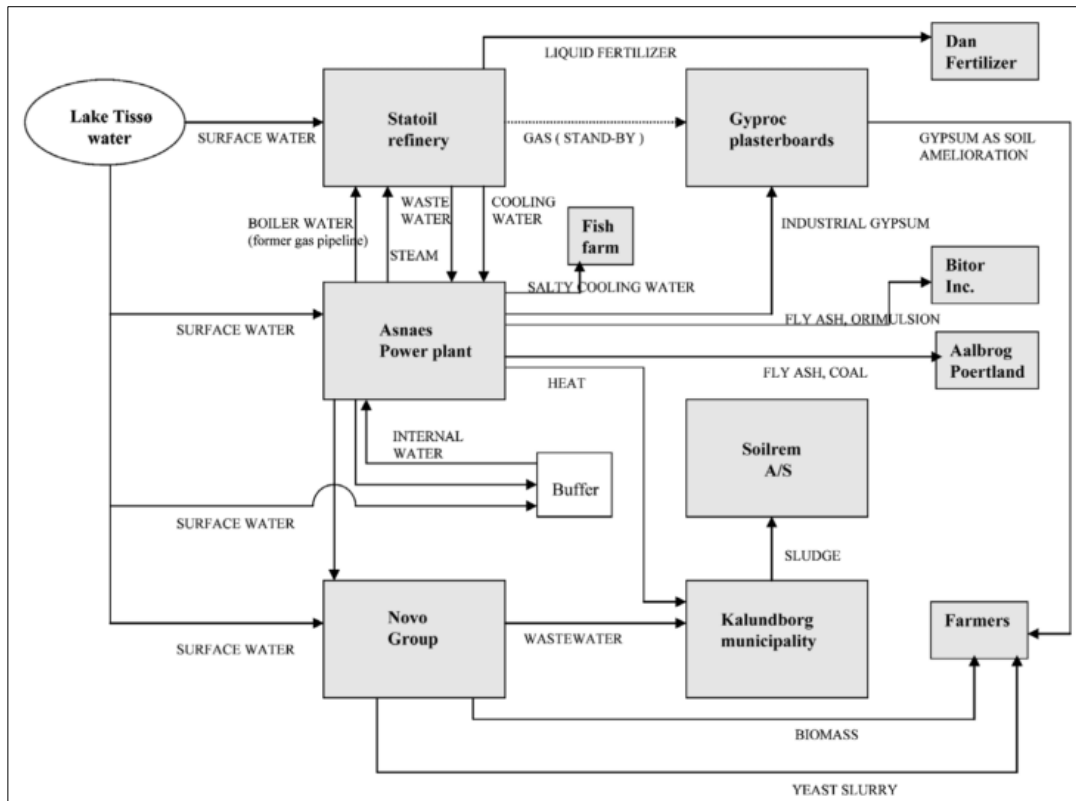 LIQUID FERTILIZER
Dan
Fertilizer
Lake Tissø
water
SURFACE WATER
Statoil
refinery
GAS ( STAND-BY )
Gyproc
plasterboards
GYPSUM AS SOIL
AMELIORATION
BOILER WATER
(former gas pipeline)
STEAM
WASTE
WATER
COOLING
WATER
Fish
farm
INDUSTRIAL GYPSUM
SALTY COOLING WATER
Bitor
Inc.
SURFACE WATER
Asnaes
Power plant
FLY ASH, ORIMULSION
HEAT
FLY ASH, COAL
Aalbrog
Poertland
INTERNAL
WATER
Buffer
Soilrem
A/S
SURFACE WATER
SLUDGE
SURFACE WATER
Novo
Group
WASTEWATER
Kalundborg
municipality
Farmers
BIOMASS
YEAST SLURRY